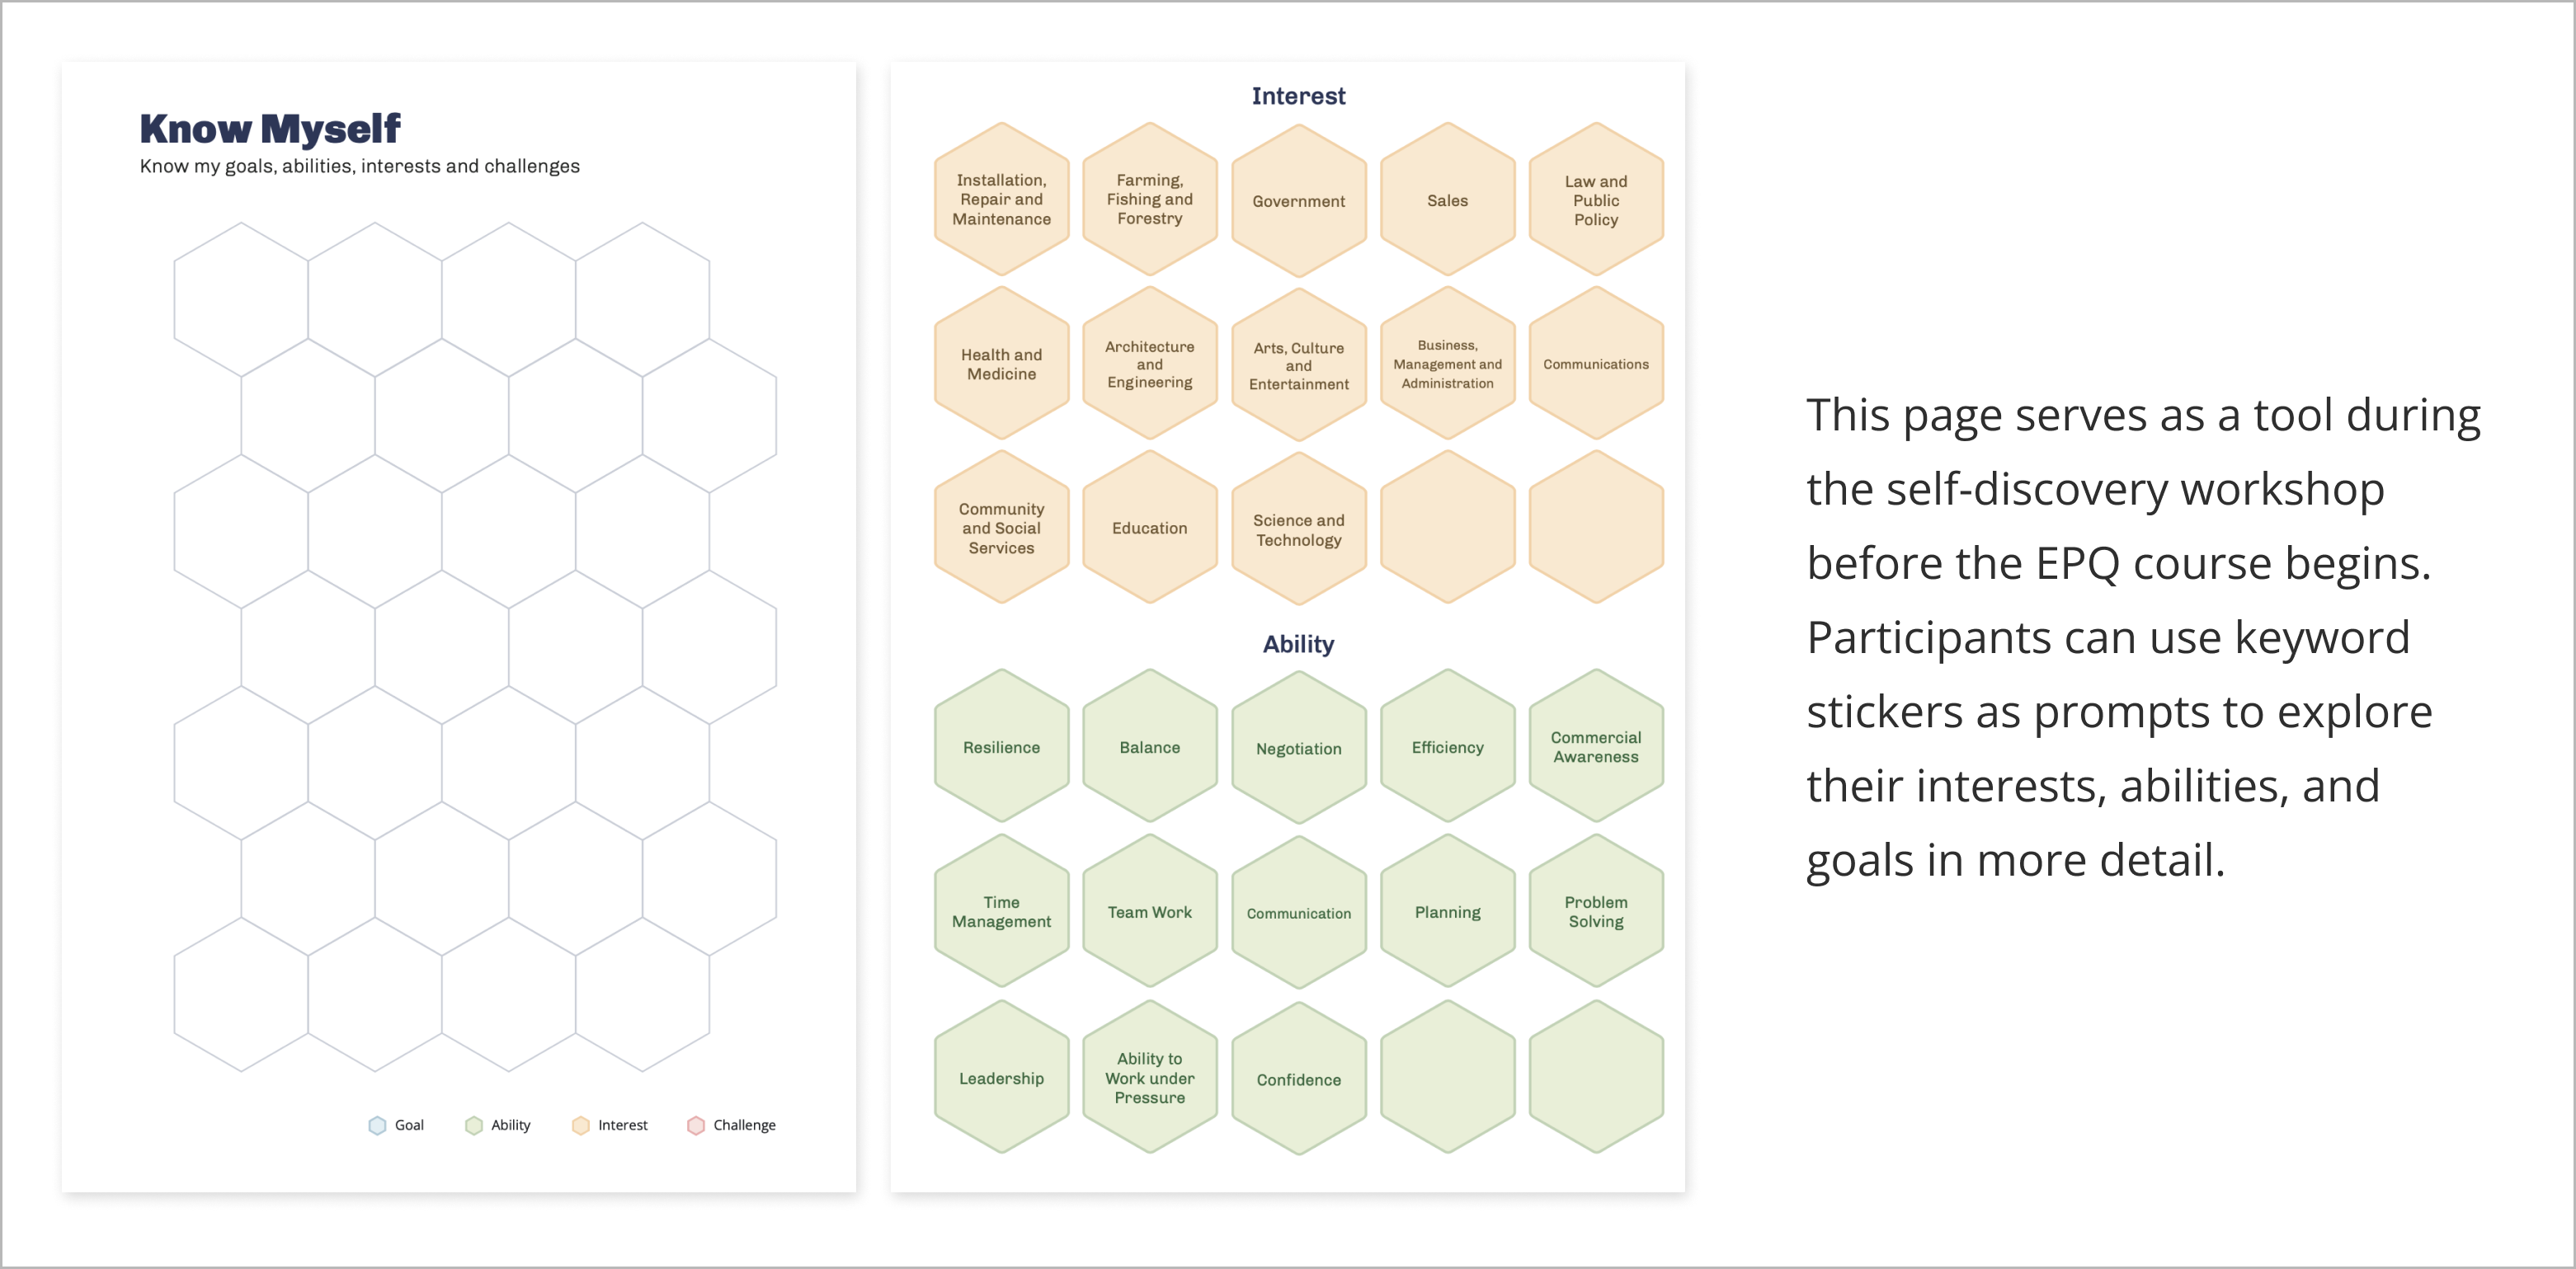 Know Myself
Know my goals, abilities, interests and challenges
Goal
Ability
Interest
Challenge
Interest
Installation,
Repair and
Maintenance
Farming,
Fishing and
Forestry
Government
Sales
Law and
Public
Policy
Health and
Medicine
Architecture
and
Engineering
Arts, Culture
and
Entertainment
Business,
Management and
Administration
Communications
Community
and Social
Services
Education
Science and
Technology
Ability
Resilience
Balance
Negotiation
Efficiency
Commercial
Awareness
Time
Management
Team Work
Communication
Planning
Problem
Solving
Leadership
Ability to
Work under
Pressure
Confidence
This page serves as a tool during
the self-discovery workshop
before the EPQ course begins.
Participants can use keyword
stickers as prompts to explore
their interests, abilities, and
goals in more detail.